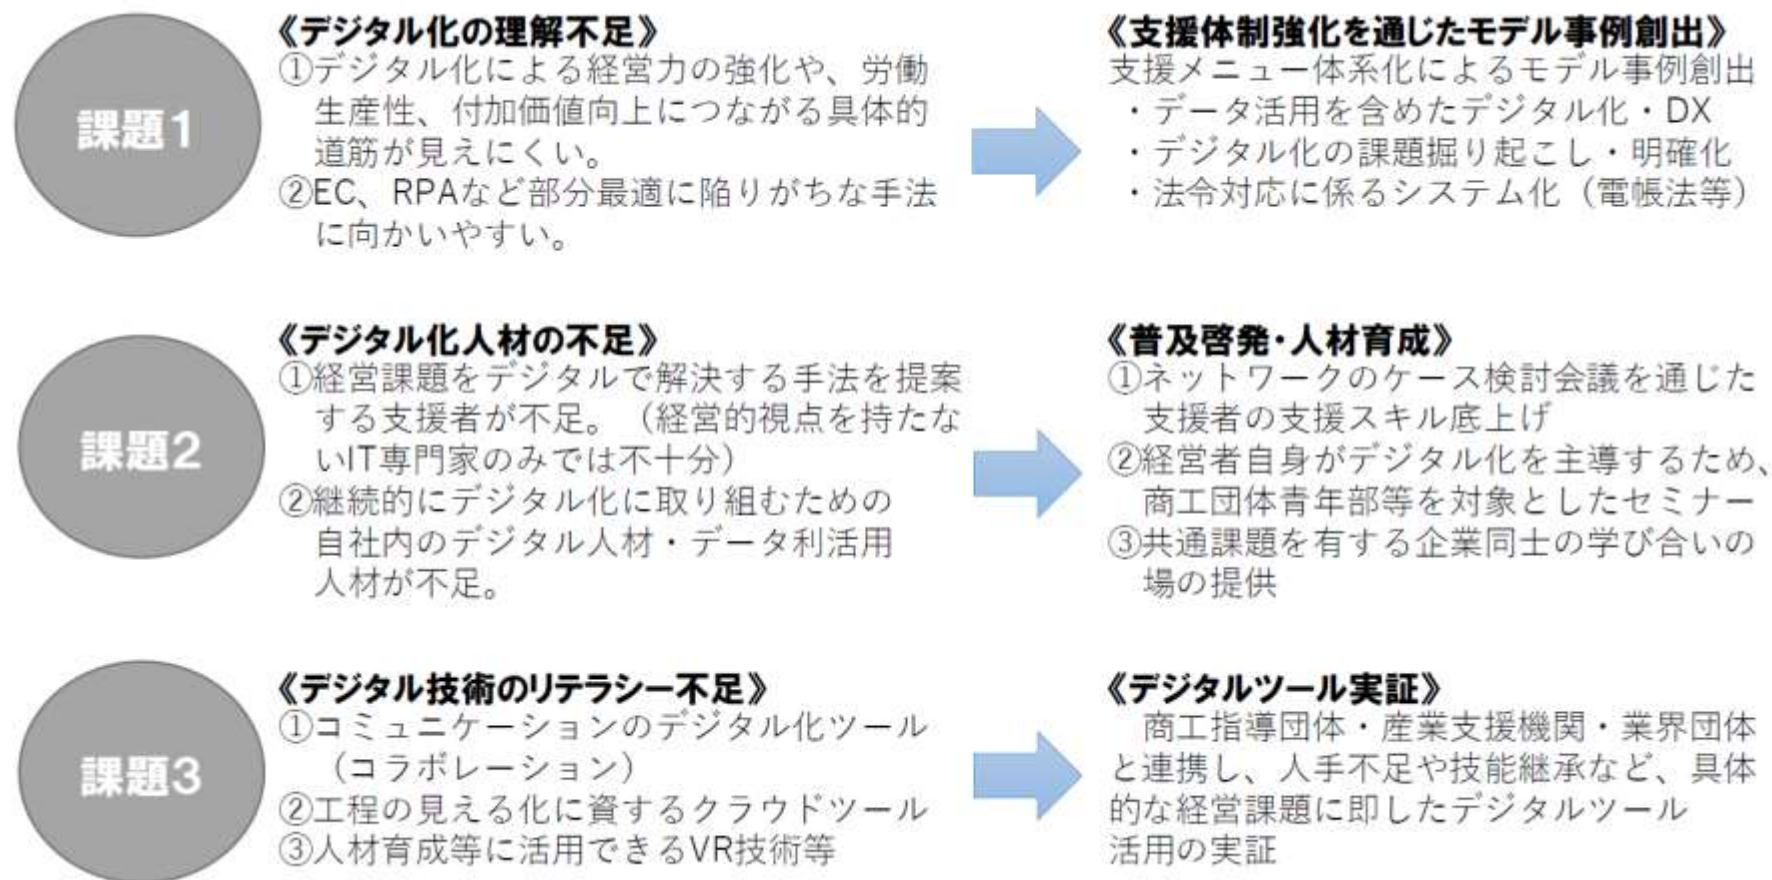 課題1
《デジタル化の理解不足》
①デジタル化による経営力の強化や、労働
生産性、付加価値向上につながる具体的
道筋が見えにくい。
②EC、RPAなど部分最適に陥りがちな手法
に向かいやすい。
《支援体制強化を通じたモデル事例創出》
支援メニュー体系化によるモデル事例創出
・データ活用を含めたデジタル化・DX
・デジタル化の課題掘り起こし・明確化
・法令対応に係るシステム化（電帳法等）
課題2
《デジタル化人材の不足》
①経営課題をデジタルで解決する手法を提案
する支援者が不足。（経営的視点を持たな
いIT専門家のみでは不十分）
②継続的にデジタル化に取り組むための
自社内のデジタル人材・データ利活用
人材が不足。
《普及啓発・人材育成》
①ネットワークのケース検討会議を通じた
支援者の支援スキル底上げ
②経営者自身がデジタル化を主導するため、
商工団体青年部等を対象としたセミナー
③共通課題を有する企業同士の学び合いの
場の提供
課題3
《デジタル技術のリテラシー不足》
①コミュニケーションのデジタル化ツール
（コラボレーション）
②工程の見える化に資するクラウドツール
③人材育成等に活用できるVR技術等
《デジタルツール実証》
商工指導団体・産業支援機関・業界団体
と連携し、人手不足や技能継承など、具体
的な経営課題に即したデジタルツール
活用の実証